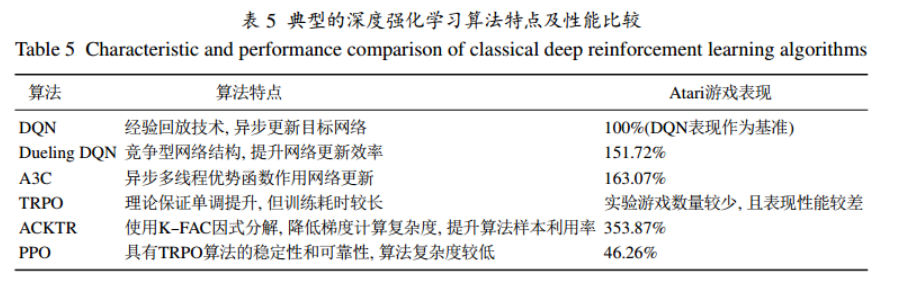 表 5 典型的深度强化学习算法特点及性能比较
Table 5 Characteristic and performance comparison of classical deep reinforcement learning algorithms
算法 算法特点 Atari游戏表现
DQN 经验回放技术, 异步更新目标网络 100%(DQN表现作为基准)
Dueling DQN 竞争型网络结构, 提升网络更新效率 151.72%
A3C 异步多线程优势函数作用网络更新 163.07%
TRPO 理论保证单调提升, 但训练耗时较长 实验游戏数量较少, 且表现性能较差
ACKTR 使用K–FAC因式分解, 降低梯度计算复杂度, 提升算法样本利用率 353.87%
PPO 具有TRPO算法的稳定性和可靠性, 算法复杂度较低 46.26%